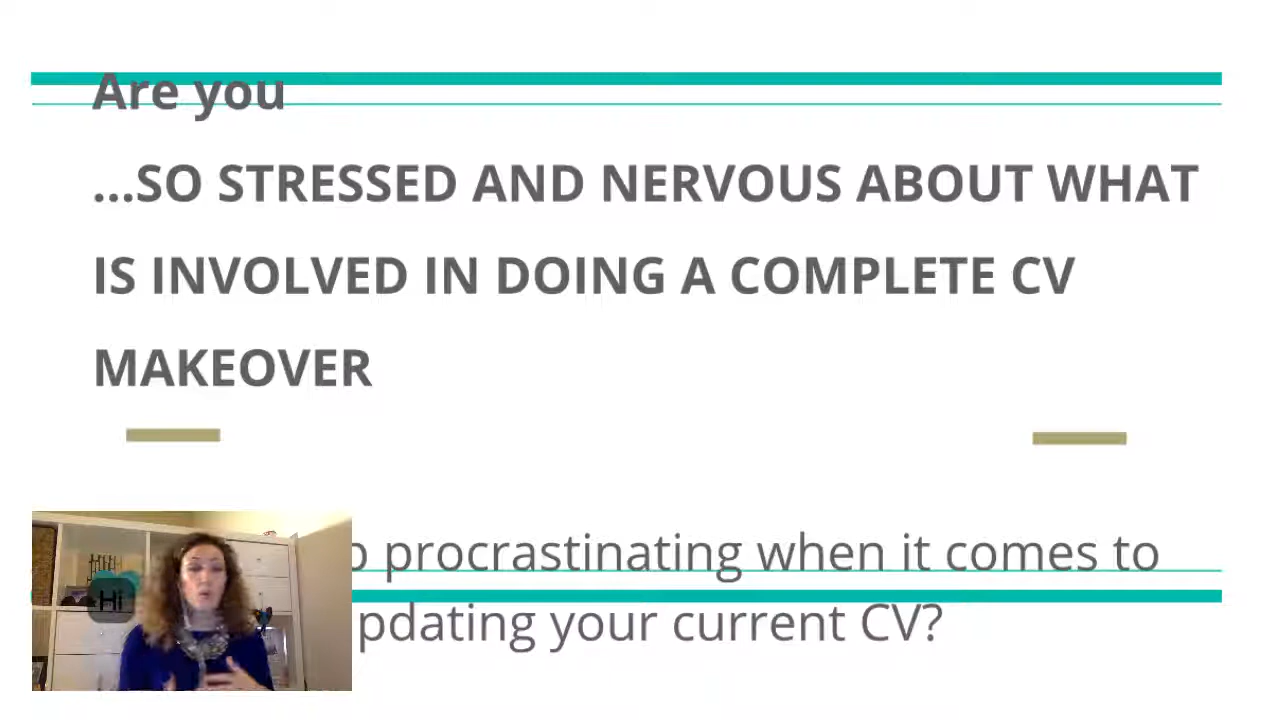 Are you
...SO STRESSED AND NERVOUS ABOUT WHAT
IS INVOLVED IN DOING A COMPLETE CV
MAKEOVER
procrastinating when it comes to
your current CV?
Hi